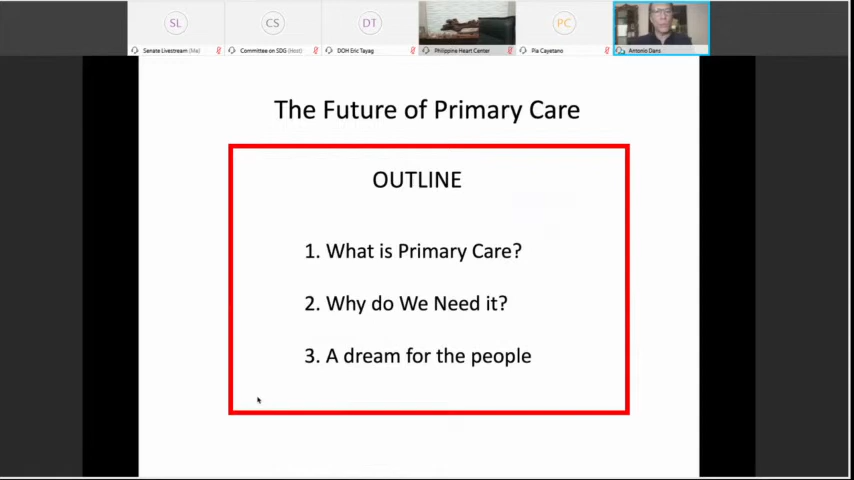 SL
CS
DT
PC
Senate Livestream (Me)
Committee on SDG (Host)
DOH Eric Tayag
Philippine Heart Center
Pia Cayetano
Antonio Dans
The Future of Primary Care
OUTLINE
1. What is Primary Care?
2. Why do We Need it?
3. A dream for the people